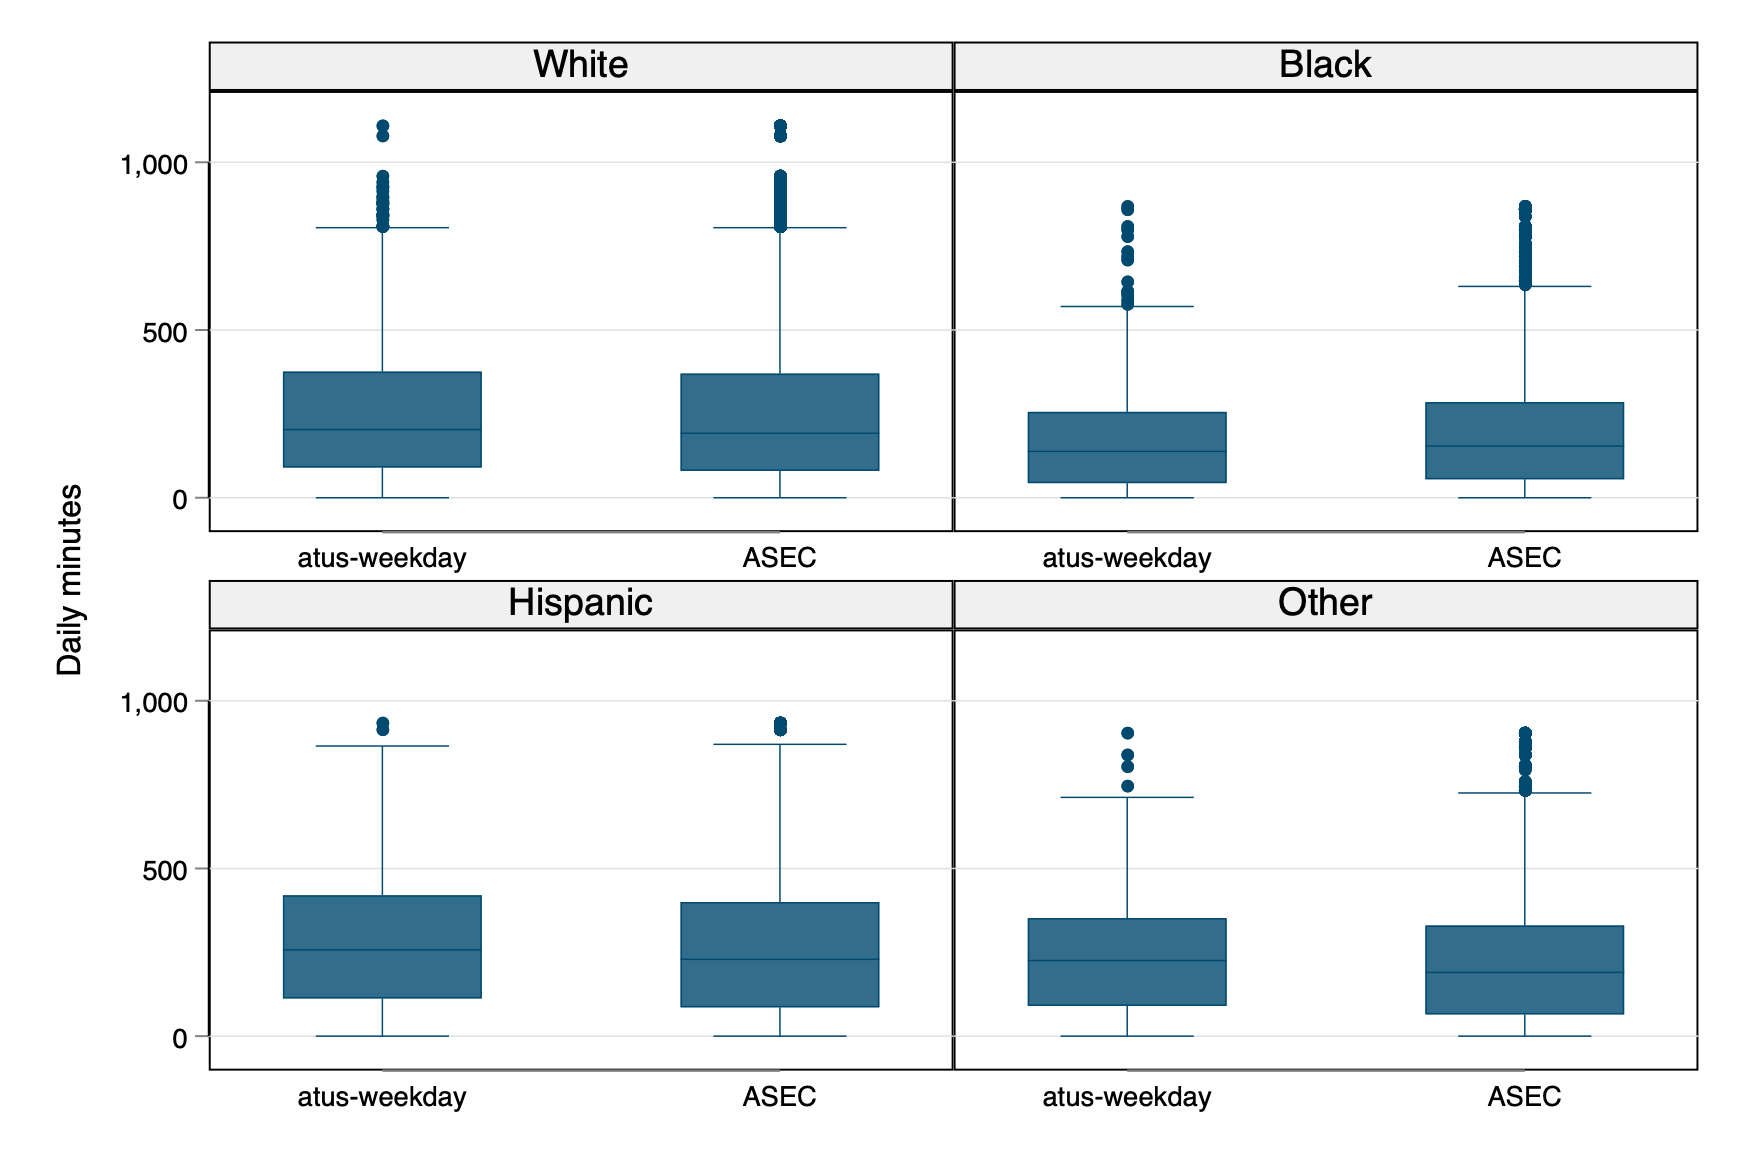 White
Black
1,000
500
0
atus-weekday
ASEC
atus-weekday
ASEC
Daily minutes
Hispanic
Other
1,000
500
0
atus-weekday
ASEC
atus-weekday
ASEC